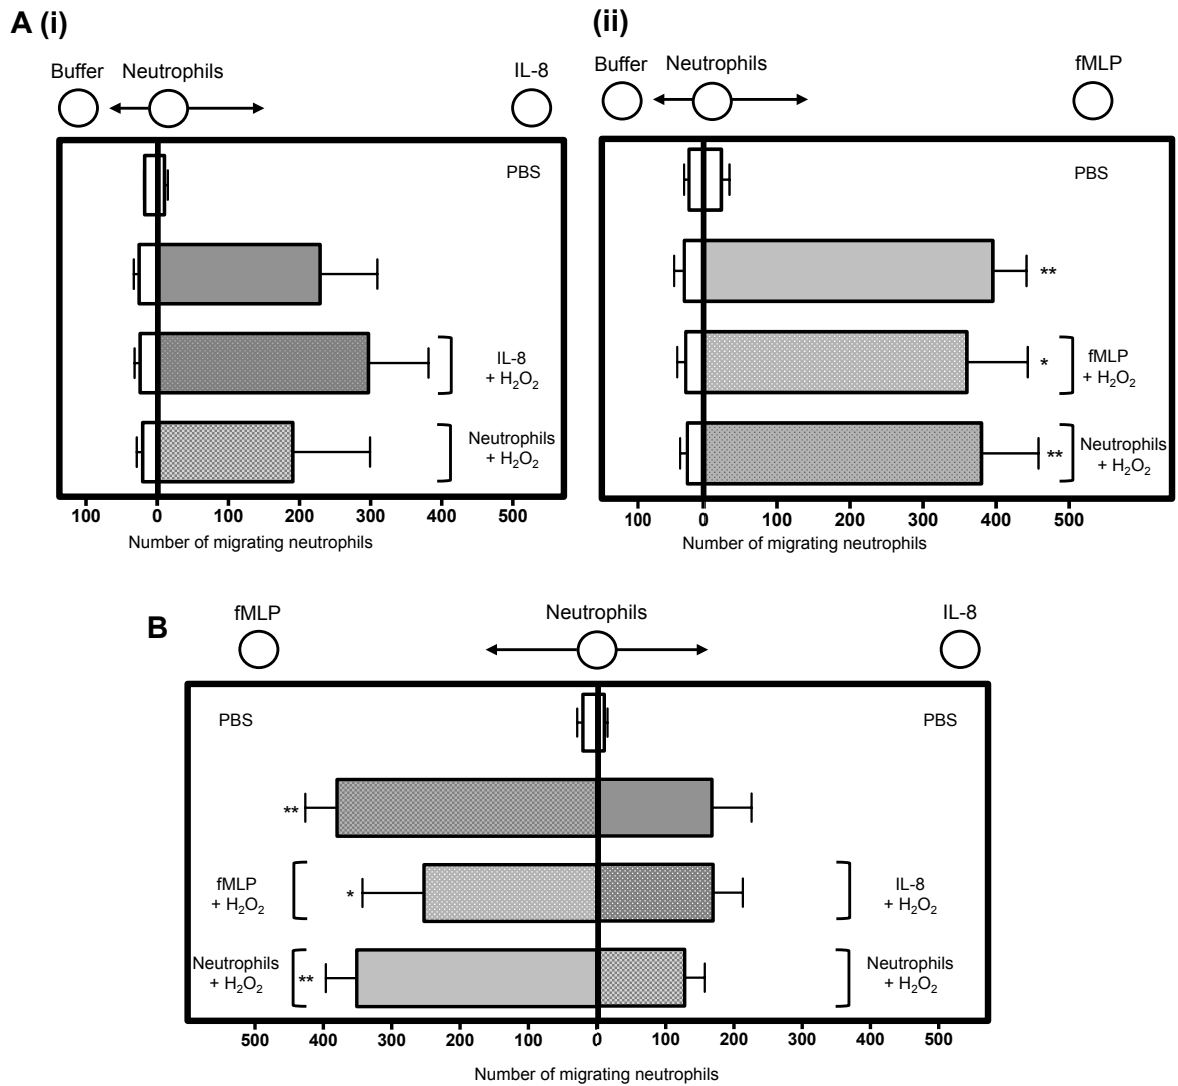 A (i)
Buffer Neutrophils IL-8
PBS
IL-8
+ H₂O₂
Neutrophils
+ H₂O₂
100 0 100 200 300 400 500
Number of migrating neutrophils
(ii)
Buffer Neutrophils fMLP
PBS
**
*
fMLP
+ H₂O₂
**
Neutrophils
+ H₂O₂
100 0 100 200 300 400 500
Number of migrating neutrophils
B
fMLP Neutrophils IL-8
PBS PBS
**
*
fMLP
+ H₂O₂
IL-8
+ H₂O₂
**
Neutrophils
+ H₂O₂
Neutrophils
+ H₂O₂
500 400 300 200 100 0 100 200 300 400 500
Number of migrating neutrophils